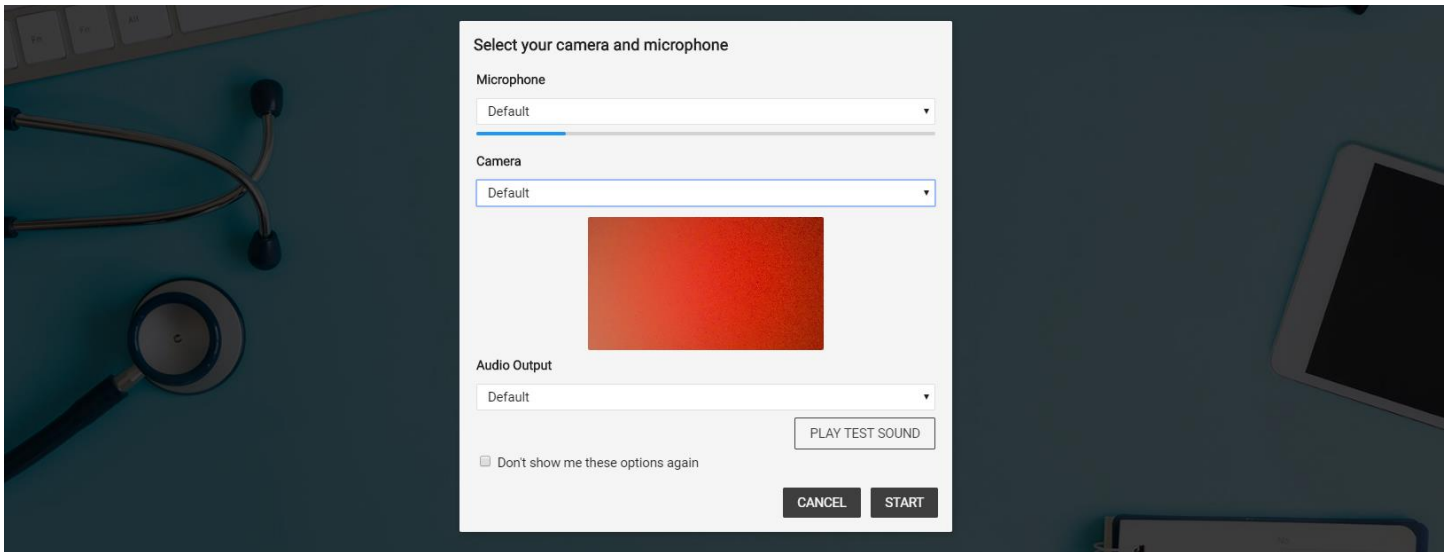 Select your camera and microphone
Microphone
Default
Camera
Default
Audio Output
Default
PLAY TEST SOUND
Don't show me these options again
CANCEL START